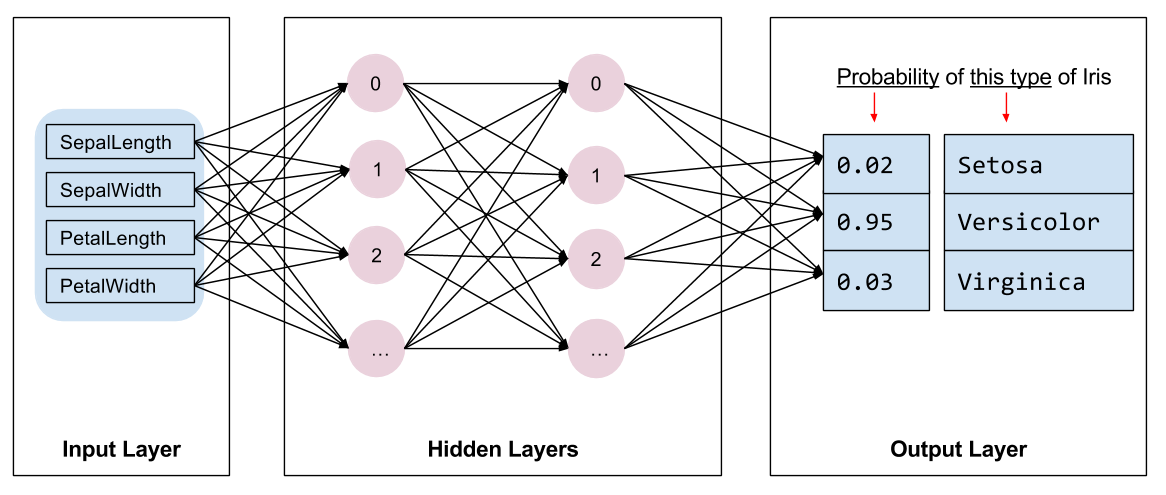 SepalLength
SepalWidth
PetalLength
PetalWidth
Input Layer
0
1
2
...
0
1
2
...
Hidden Layers
Probability of this type of Iris
0.02 Setosa
0.95 Versicolor
0.03 Virginica
Output Layer